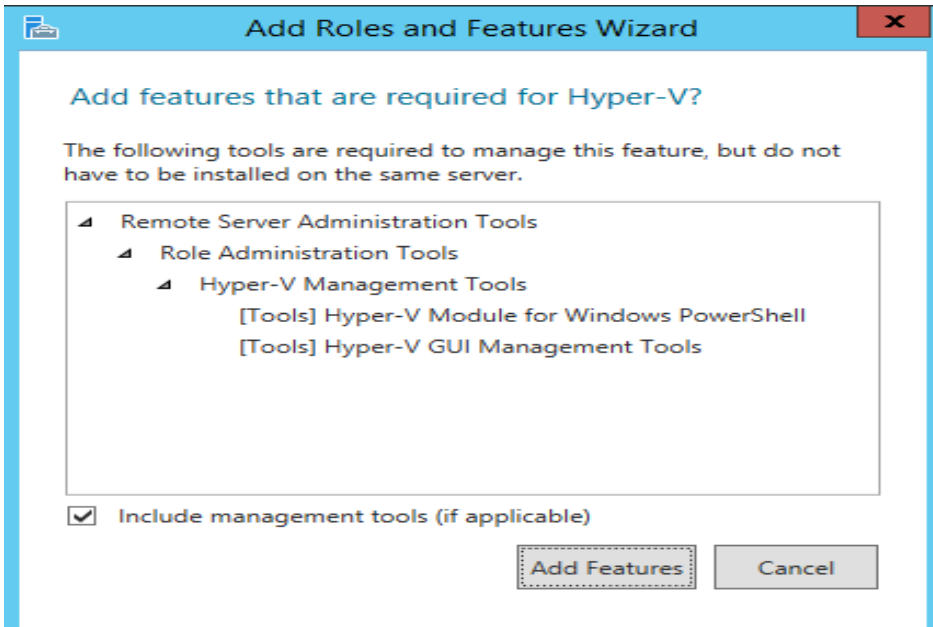 Add Roles and Features Wizard
x
Add features that are required for Hyper-V?
The following tools are required to manage this feature, but do not
have to be installed on the same server.
Remote Server Administration Tools
Role Administration Tools
Hyper-V Management Tools
[Tools] Hyper-V Module for Windows PowerShell
[Tools] Hyper-V GUI Management Tools
Include management tools (if applicable)
Add Features
Cancel